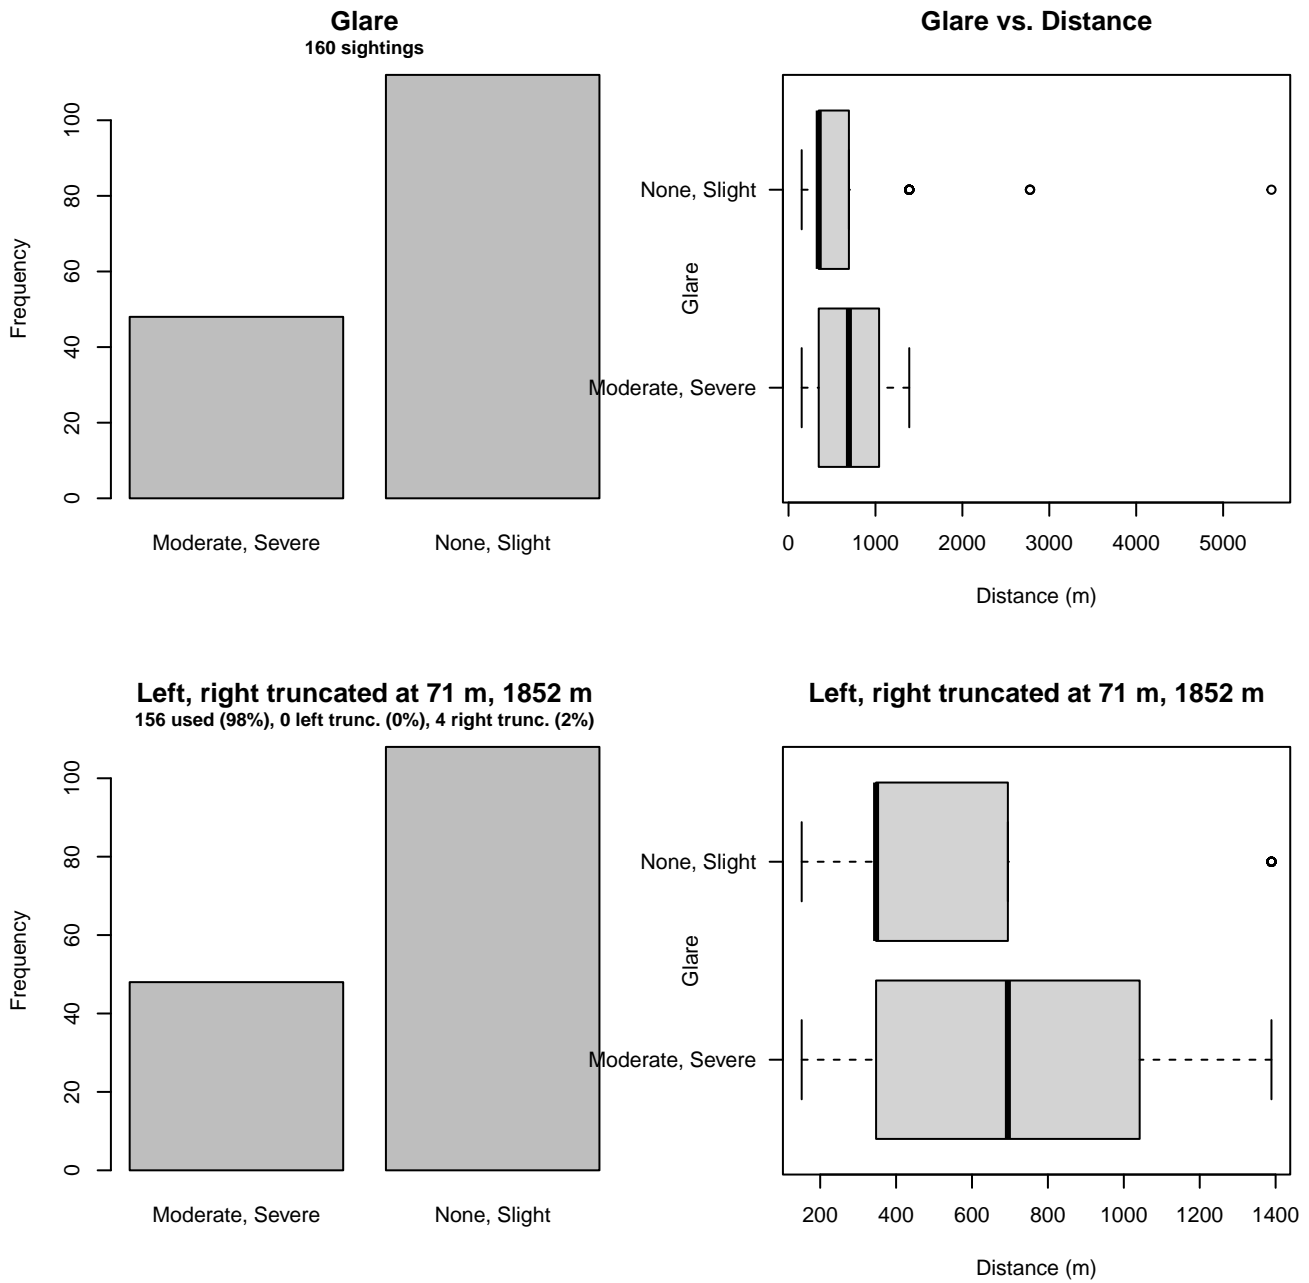 Glare
160 sightings
Frequency
0
20
40
60
80
100
Moderate, Severe
None, Slight
Glare vs. Distance
Glare
None, Slight
Moderate, Severe
0 1000 2000 3000 4000 5000
Distance (m)
Left, right truncated at 71 m, 1852 m
156 used (98%), 0 left trunc. (0%), 4 right trunc. (2%)
Frequency
0
20
40
60
80
100
Moderate, Severe
None, Slight
Left, right truncated at 71 m, 1852 m
Glare
None, Slight
Moderate, Severe
200 400 600 800 1000 1200 1400
Distance (m)